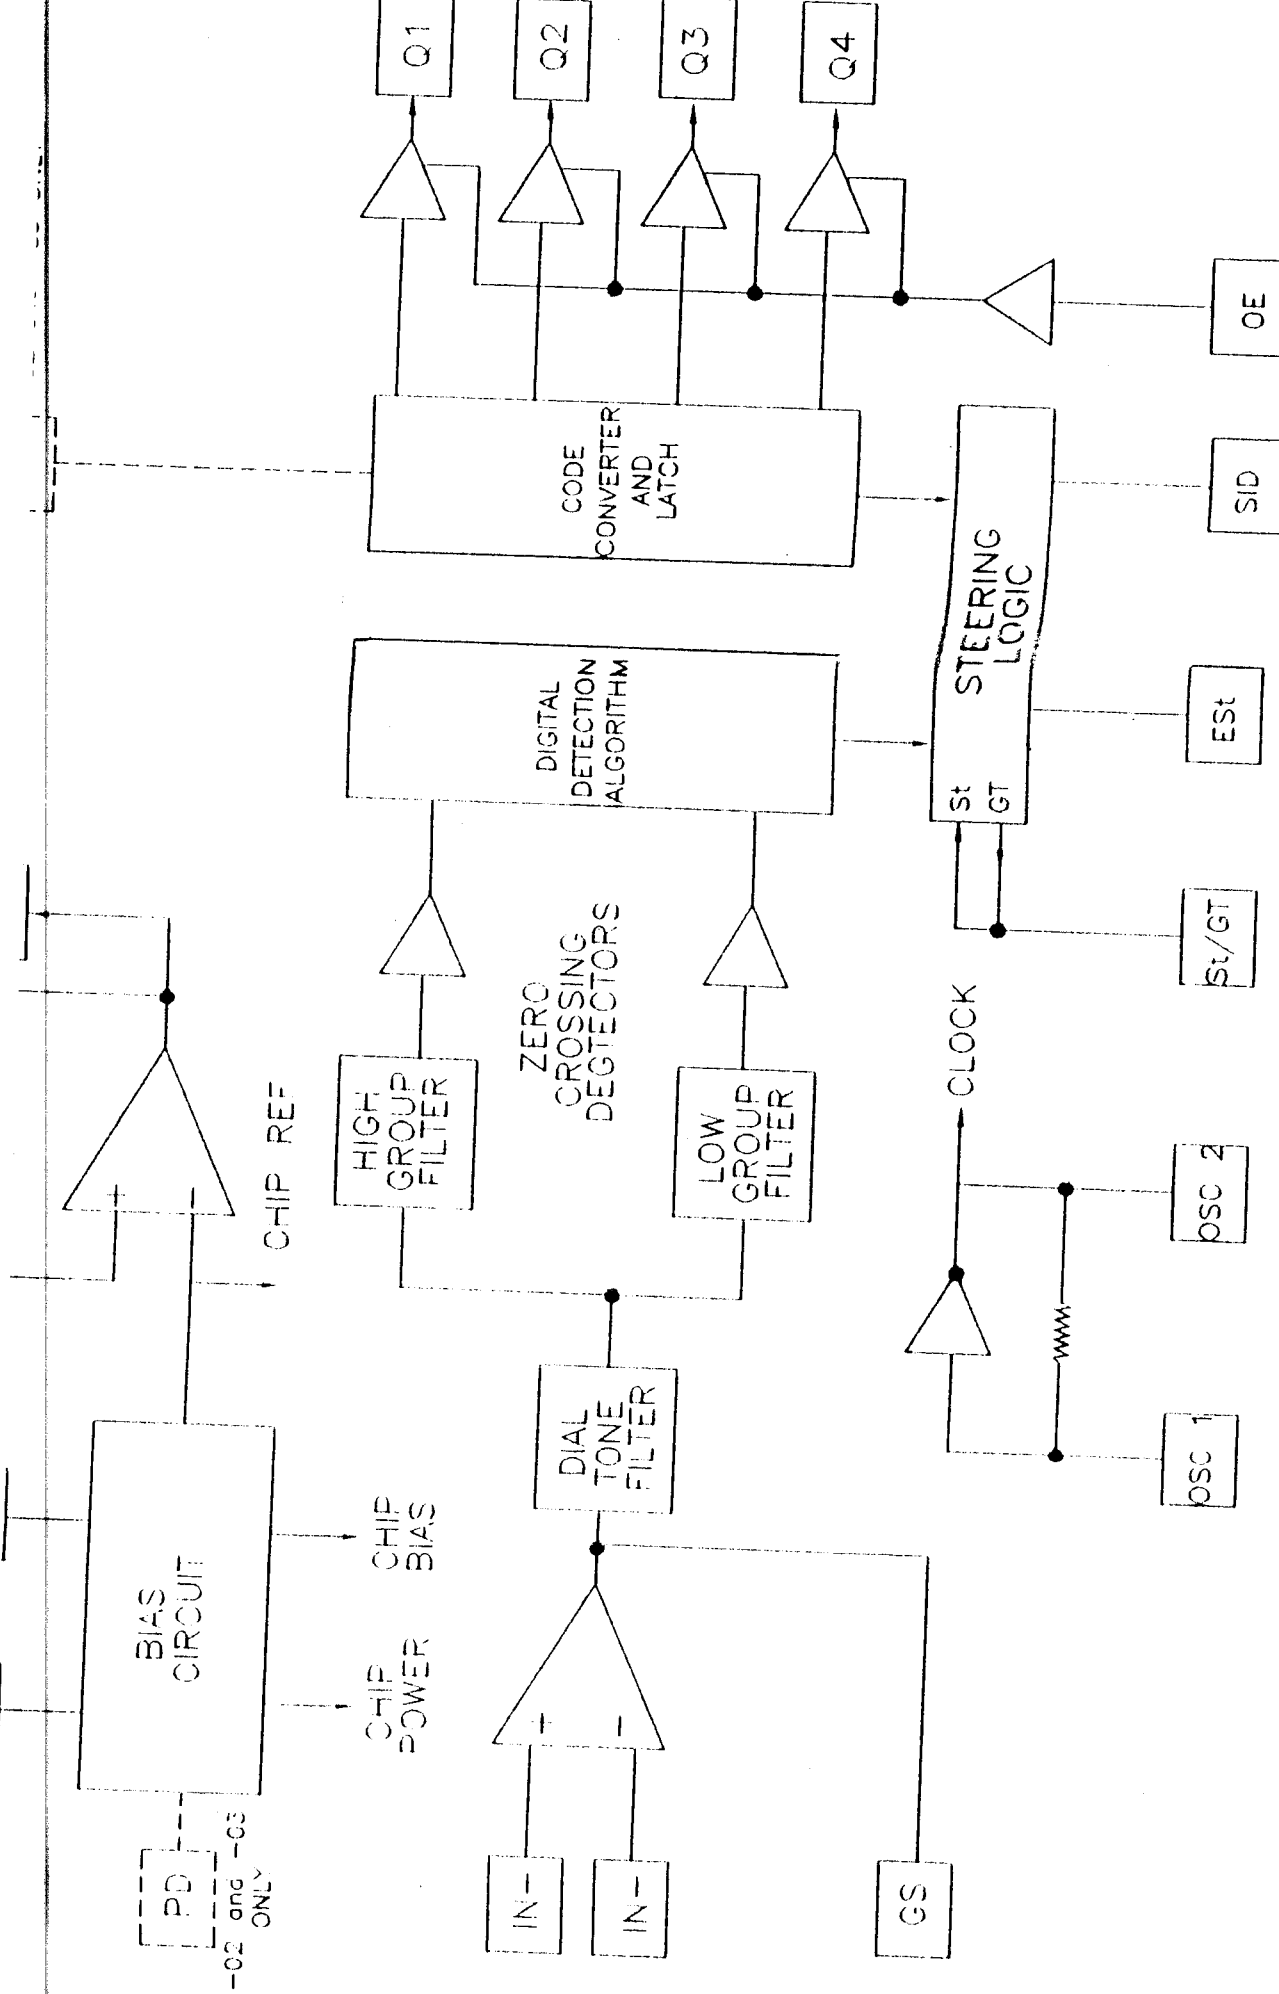 PD
-02 and -03
ONLY
BIAS
CIRCUIT
CHIP
POWER
CHIP
BIAS
CHIP REF
+
−
IN-
IN-
+
−
GS
DIAL
TONE
FILTER
HIGH
GROUP
FILTER
LOW
GROUP
FILTER
ZERO
CROSSING
DEGTECTORS
DIGITAL
DETECTION
ALGORITHM
CODE
CONVERTER
AND
LATCH
Q1
Q2
Q3
Q4
OSC 1
OSC 2
CLOCK
St
GT
STEERING
LOGIC
St/GT
ESt
SID
OE